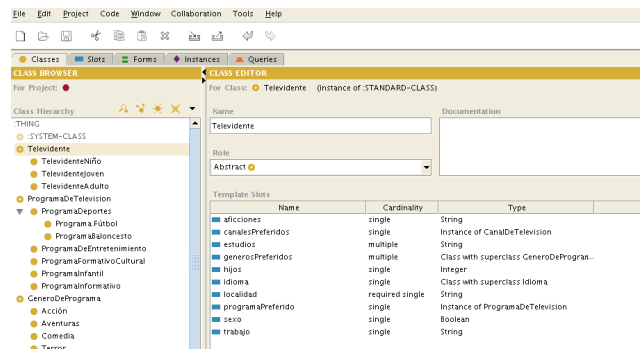 File Edit Project Code Window Collaboration Tools Help
Classes Slots Forms Instances Queries
CLASS BROWSER
For Project:
Class Hierarchy
:THING
:SYSTEM-CLASS
Televidente
TelevidenteNiño
TelevidenteJoven
TelevidenteAdulto
ProgramaDeTelevision
ProgramaDeportes
Programa Fútbol
ProgramaBaloncesto
ProgramaDeEntretenimiento
ProgramaFormativoCultural
ProgramaInfantil
ProgramaInformativo
GeneroDePrograma
Acción
Aventuras
Comedia
Terror
CLASS EDITOR
For Class: Televidente (instance of :STANDARD-CLASS)
Name Documentation
Televidente
Role
Abstract
Template Slots
Name Cardinality Type
aficciones single String
canalesPreferidos single Instance of CanalDeTelevision
estudios multiple String
generosPreferidos multiple Class with superclass GeneroDeProgran...
hijos single Integer
idioma single Class with superclass Idioma
localidad required single String
programaPreferido single Instance of ProgramaDeTelevision
sexo single Boolean
trabajo single String